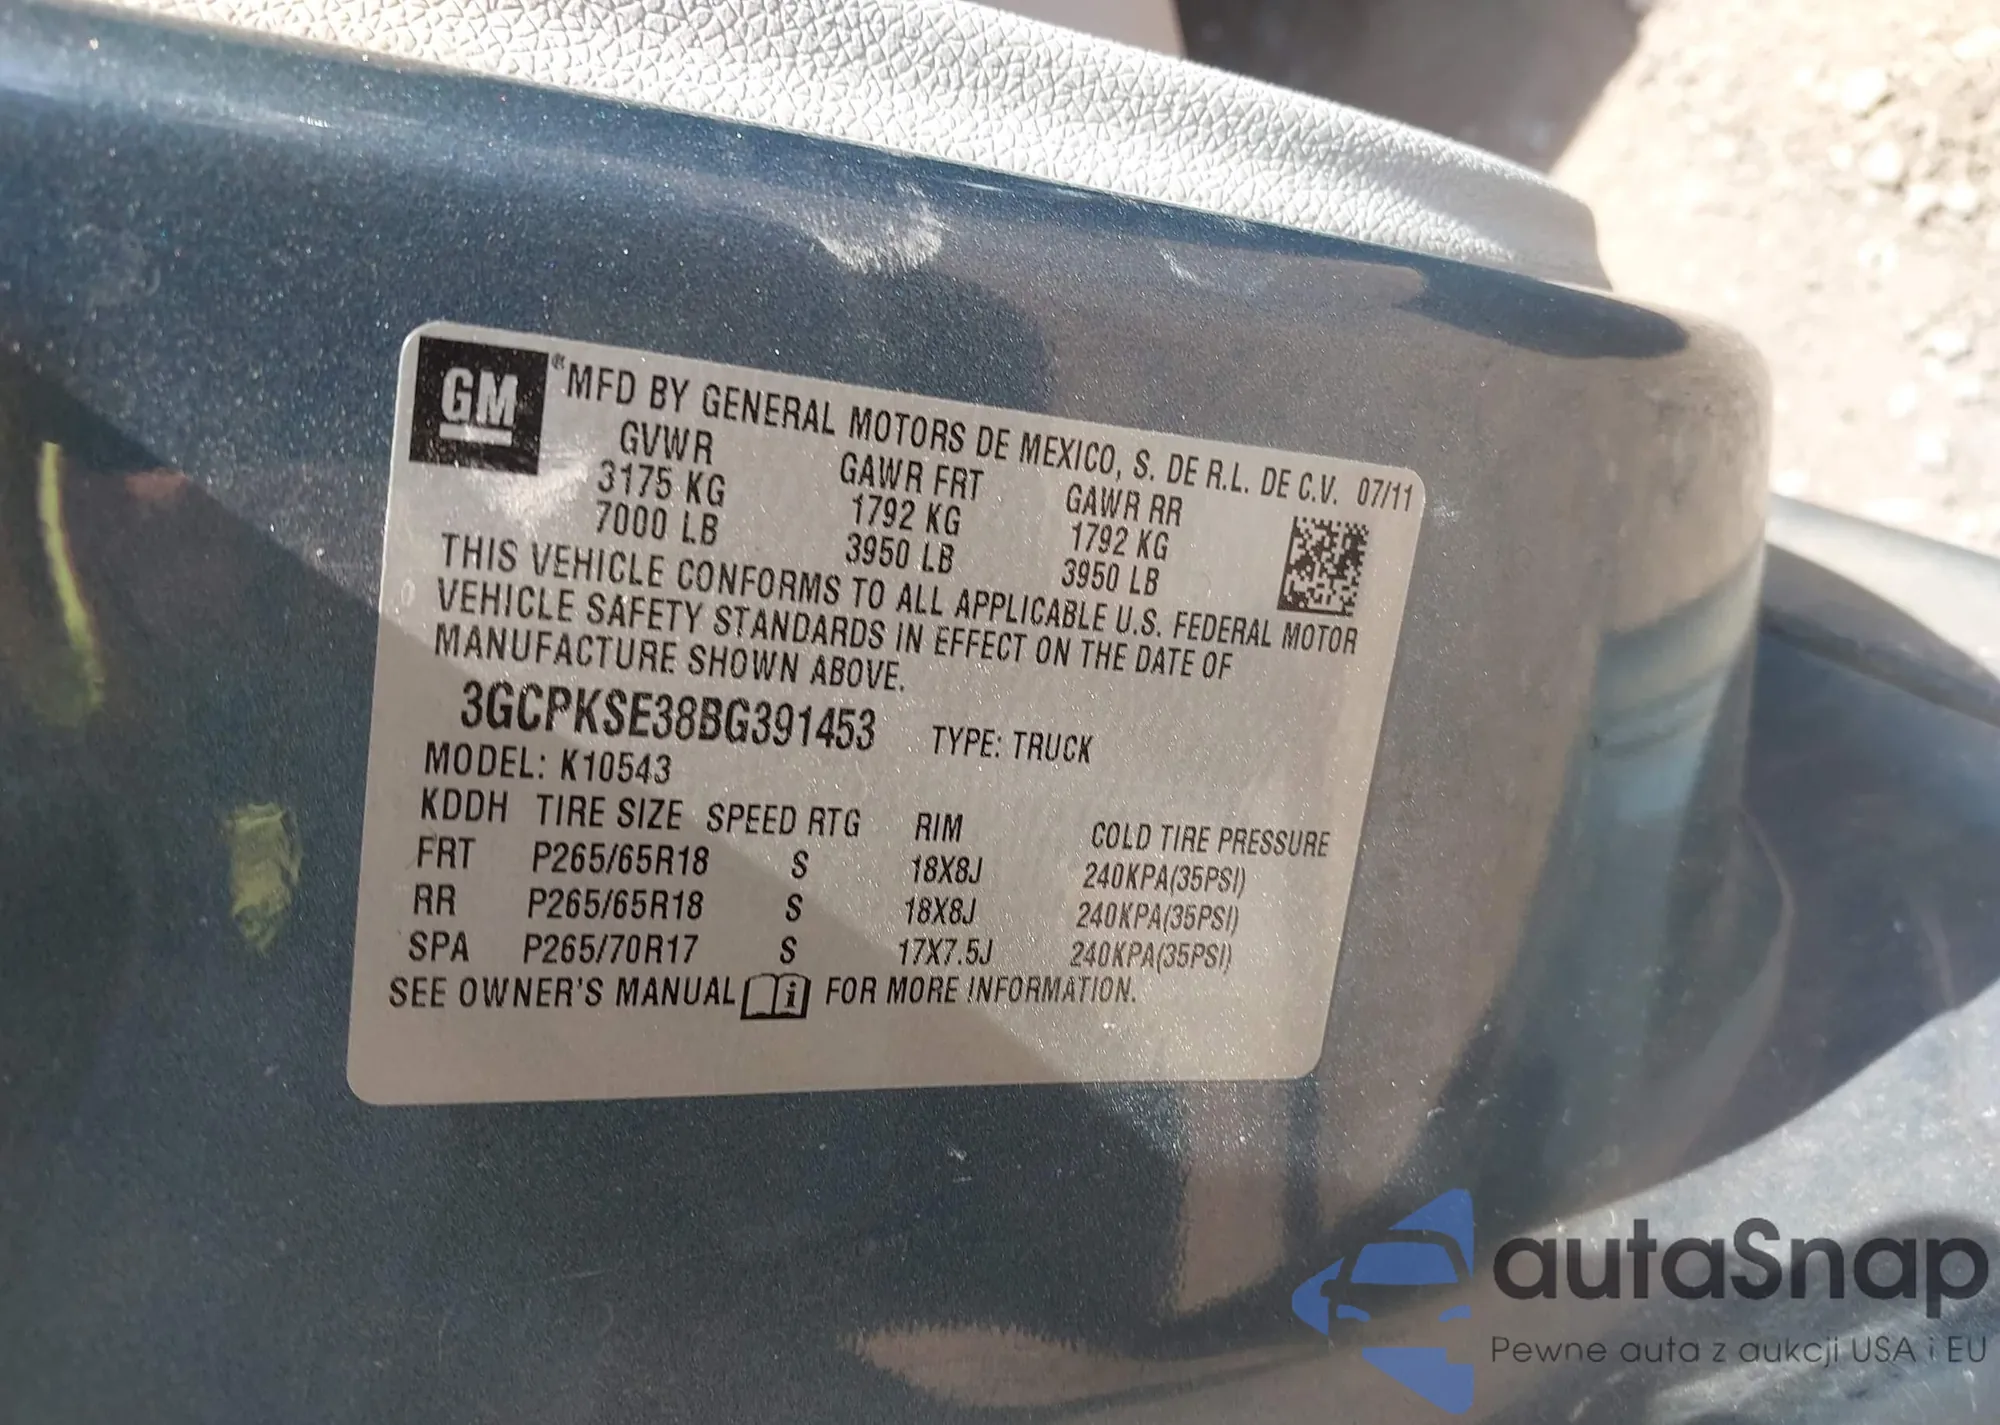 GM ® MFD BY GENERAL MOTORS DE MEXICO, S. DE R.L. DE C.V. 07/11
GVWR GAWR FRT GAWR RR
3175 KG 1792 KG 1792 KG
7000 LB 3950 LB 3950 LB
THIS VEHICLE CONFORMS TO ALL APPLICABLE U.S. FEDERAL MOTOR
VEHICLE SAFETY STANDARDS IN EFFECT ON THE DATE OF
MANUFACTURE SHOWN ABOVE.
3GCPKSE38BG391453 TYPE: TRUCK
MODEL: K10543
KDDH TIRE SIZE SPEED RTG RIM COLD TIRE PRESSURE
FRT P265/65R18 S 18X8J 240KPA(35PSI)
RR P265/65R18 S 18X8J 240KPA(35PSI)
SPA P265/70R17 S 17X7.5J 240KPA(35PSI)
SEE OWNER'S MANUAL i FOR MORE INFORMATION.
autaSnap
Pewne auta z aukcji USA i EU